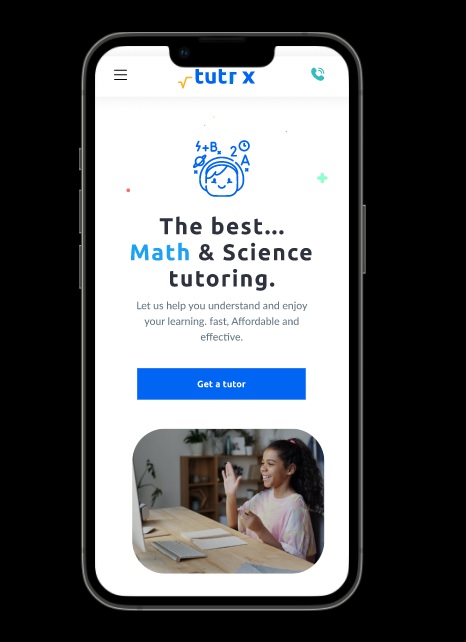 √tutr x
The best...
Math & Science
tutoring.
Let us help you understand and enjoy
your learning. fast, Affordable and
effective.
Get a tutor